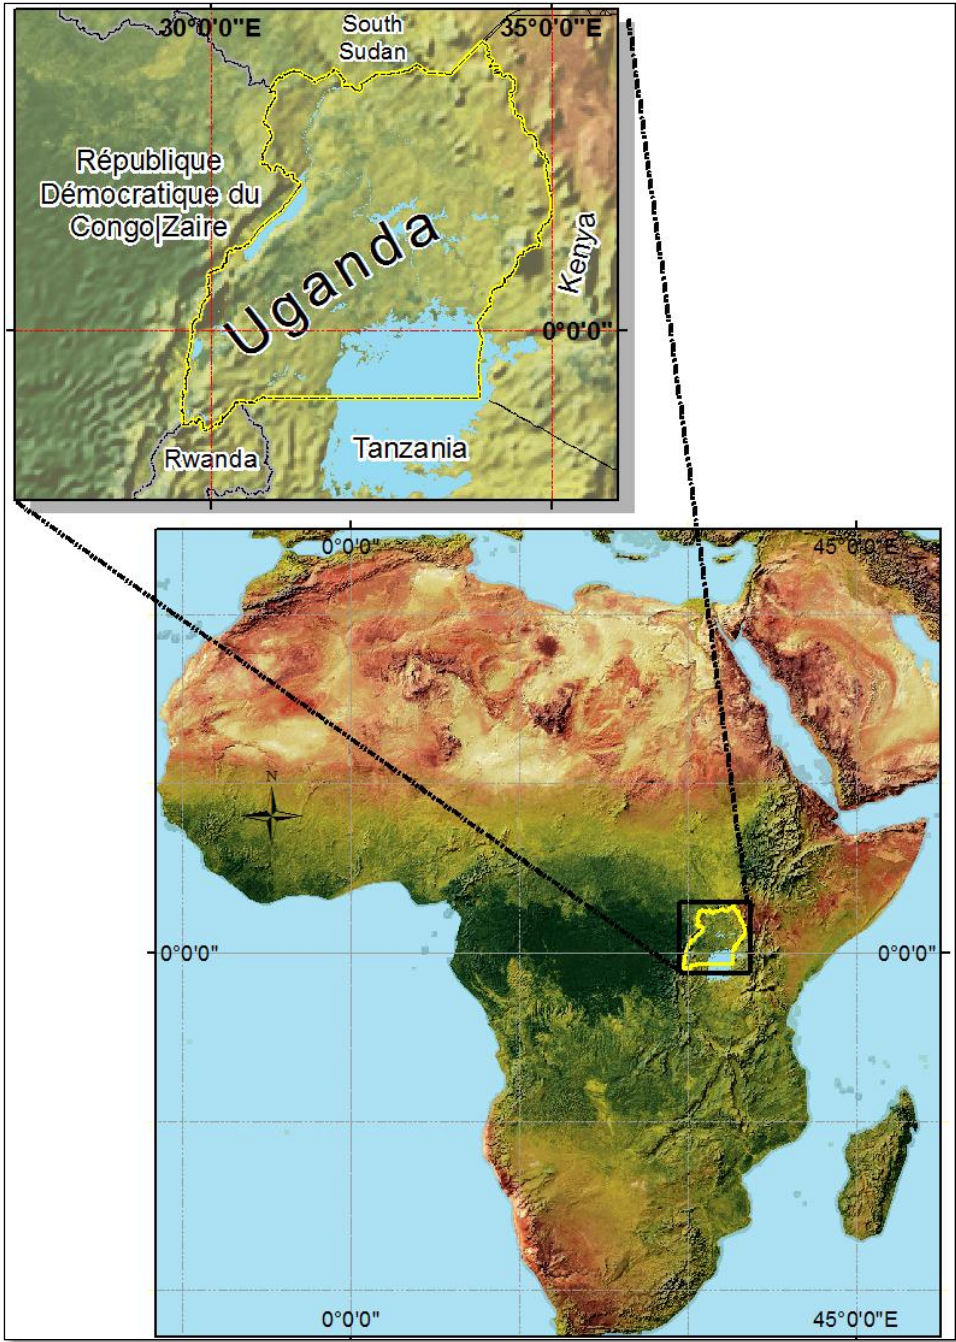 30°0'0"E
35°0'0"E
South
Sudan
République
Démocratique du
Congo|Zaire
Uganda
Kenya
0°0'0"
Rwanda
Tanzania
0°0'0"
45°0'0"E
N
0°0'0"
0°0'0"
0°0'0"
45°0'0"E